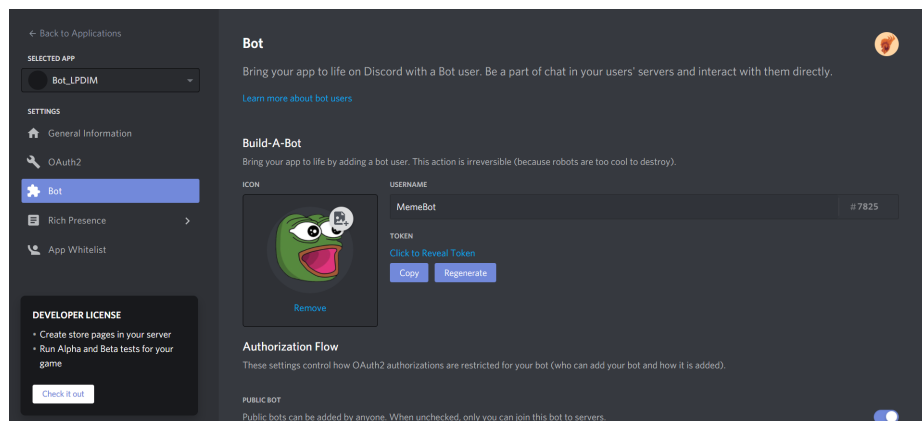 ← Back to Applications
SELECTED APP
Bot_LPDIM
SETTINGS
General Information
OAuth2
Bot
Rich Presence
App Whitelist
DEVELOPER LICENSE
• Create store pages in your server
• Run Alpha and Beta tests for your
game
Check it out
Bot
Bring your app to life on Discord with a Bot user. Be a part of chat in your users' servers and interact with them directly.
Learn more about bot users
Build-A-Bot
Bring your app to life by adding a bot user. This action is irreversible (because robots are too cool to destroy).
ICON
Remove
USERNAME
MemeBot #7825
TOKEN
Click to Reveal Token
Copy Regenerate
Authorization Flow
These settings control how OAuth2 authorizations are restricted for your bot (who can add your bot and how it is added).
PUBLIC BOT
Public bots can be added by anyone. When unchecked, only you can join this bot to servers.